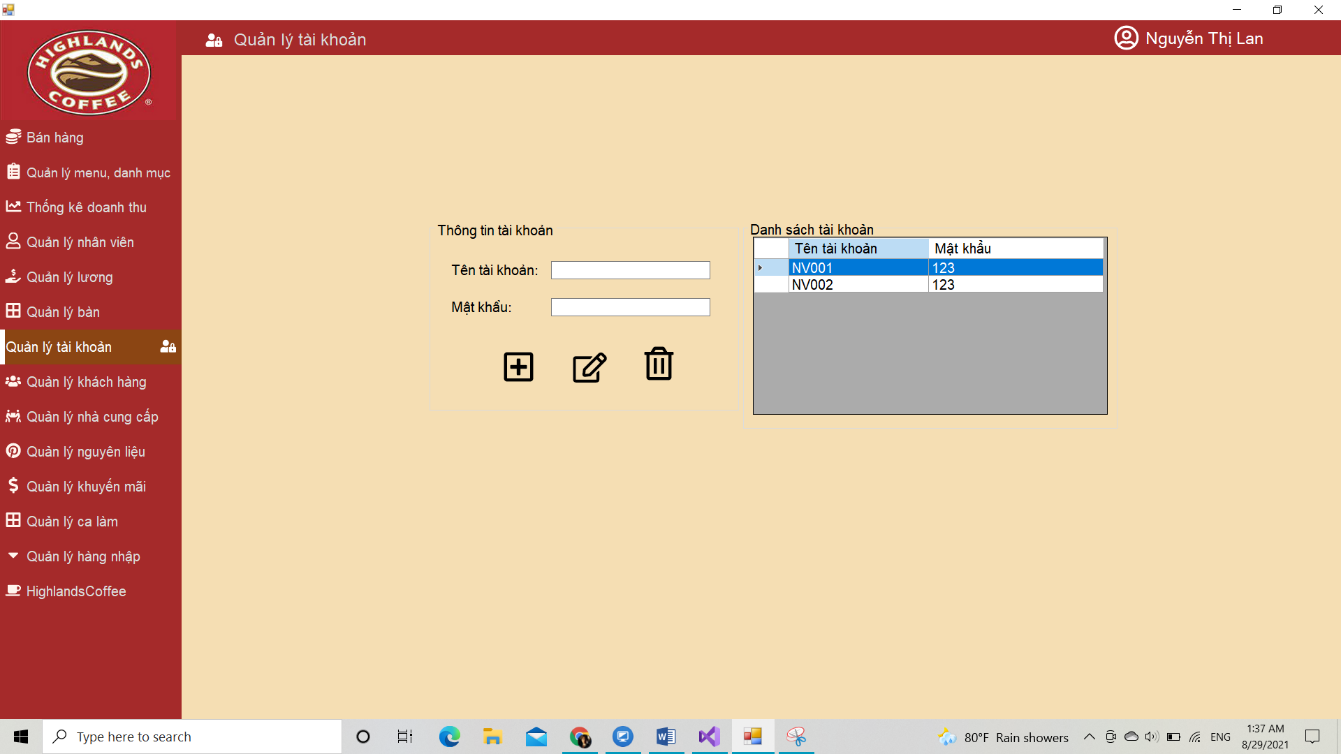 HIGHLANDS
COFFEE ®
Quản lý tài khoản
Nguyễn Thị Lan
Bán hàng
Quản lý menu, danh mục
Thống kê doanh thu
Quản lý nhân viên
Quản lý lương
Quản lý bàn
Quản lý tài khoản
Quản lý khách hàng
Quản lý nhà cung cấp
Quản lý nguyên liệu
Quản lý khuyến mãi
Quản lý ca làm
Quản lý hàng nhập
HighlandsCoffee
Thông tin tài khoản
Tên tài khoản:
Mật khẩu:
Danh sách tài khoản
Tên tài khoản Mật khẩu
NV001 123
NV002 123
Type here to search
80°F Rain showers
ENG
1:37 AM
8/29/2021